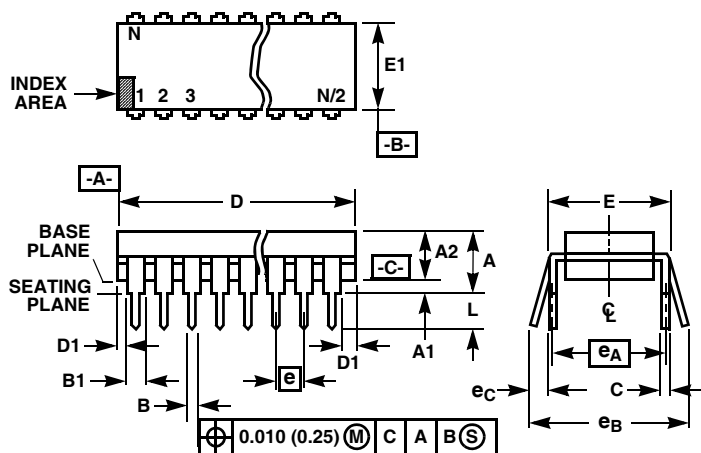 N
E1
INDEX
AREA
1 2 3 N/2
-B-
-A-
D
E
BASE
PLANE
A2
A
-C-
SEATING
PLANE
L
C
L
D1
A1
D1
eA
B1
e
eC
C
B
eB
0.010 (0.25) M C A B S